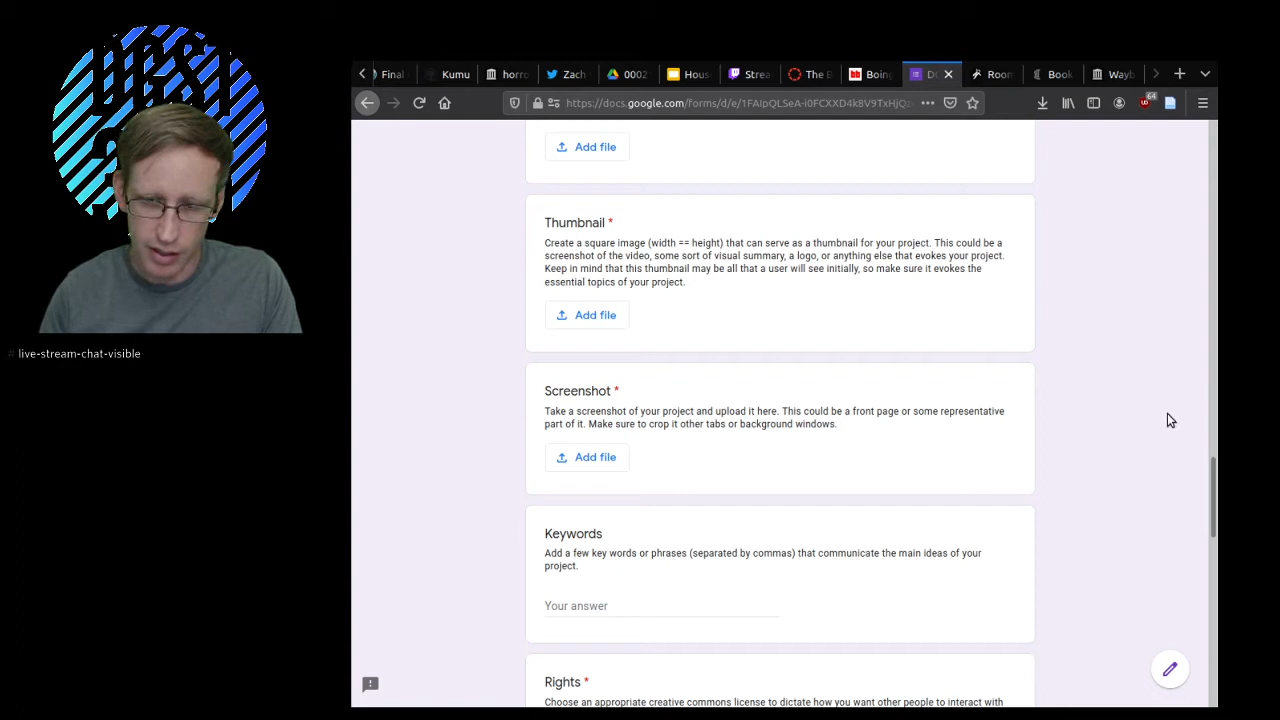 Final
Kumu
horro
Zach
0002
House
Strea
The E
Boing
DC
Room
Book
Wayb
https://docs.google.com/forms/d/e/1FAIpQLSeA-i0FCXXD4k8V9TxHjQ
64
Add file
Thumbnail *
Create a square image (width == height) that can serve as a thumbnail for your project. This could be a
screenshot of the video, some sort of visual summary, a logo, or anything else that evokes your project.
Keep in mind that this thumbnail may be all that a user will see initially, so make sure it evokes the
essential topics of your project.
Add file
# live-stream-chat-visible
Screenshot *
Take a screenshot of your project and upload it here. This could be a front page or some representative
part of it. Make sure to crop it other tabs or background windows.
Add file
Keywords
Add a few key words or phrases (separated by commas) that communicate the main ideas of your
project.
Your answer
Rights *
Choose an appropriate creative commons license to dictate how you want other people to interact with